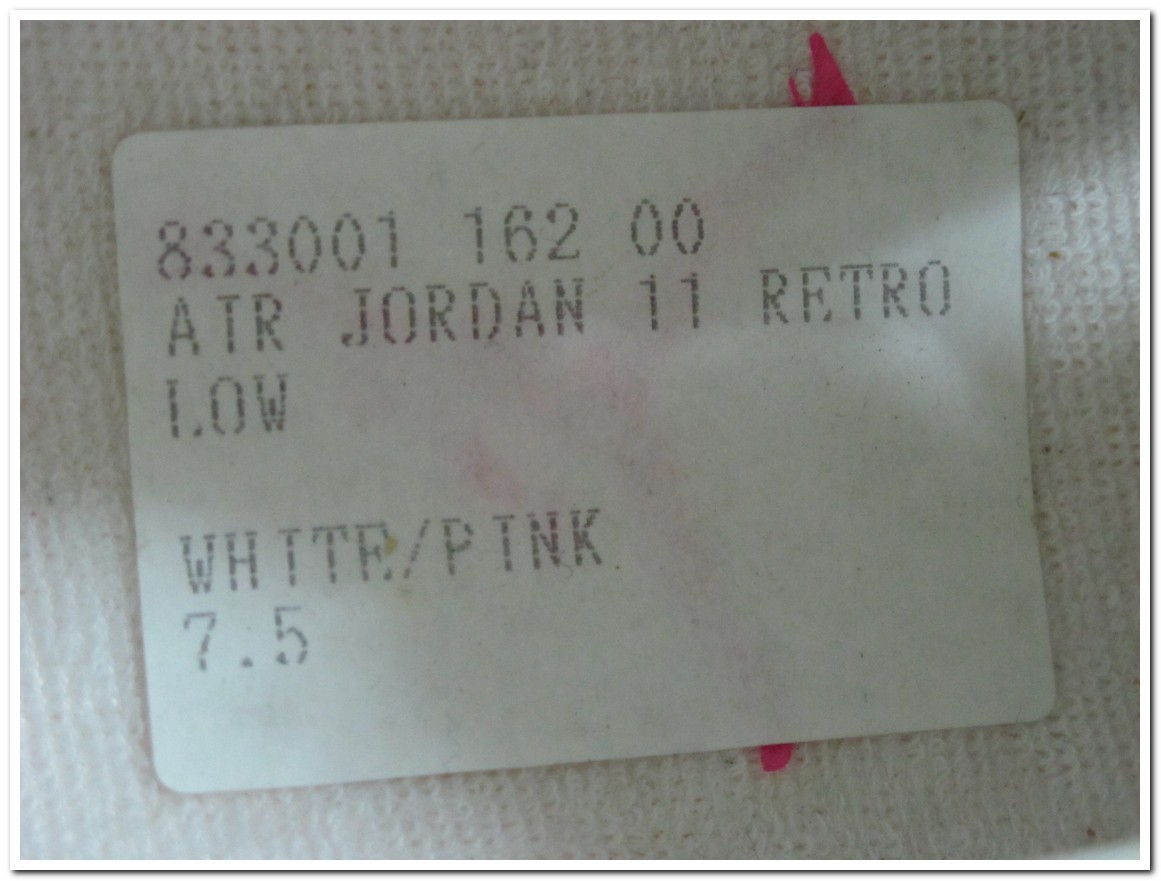 833001 162 00
AIR JORDAN 11 RETRO
LOW
WHITE/PINK
7.5